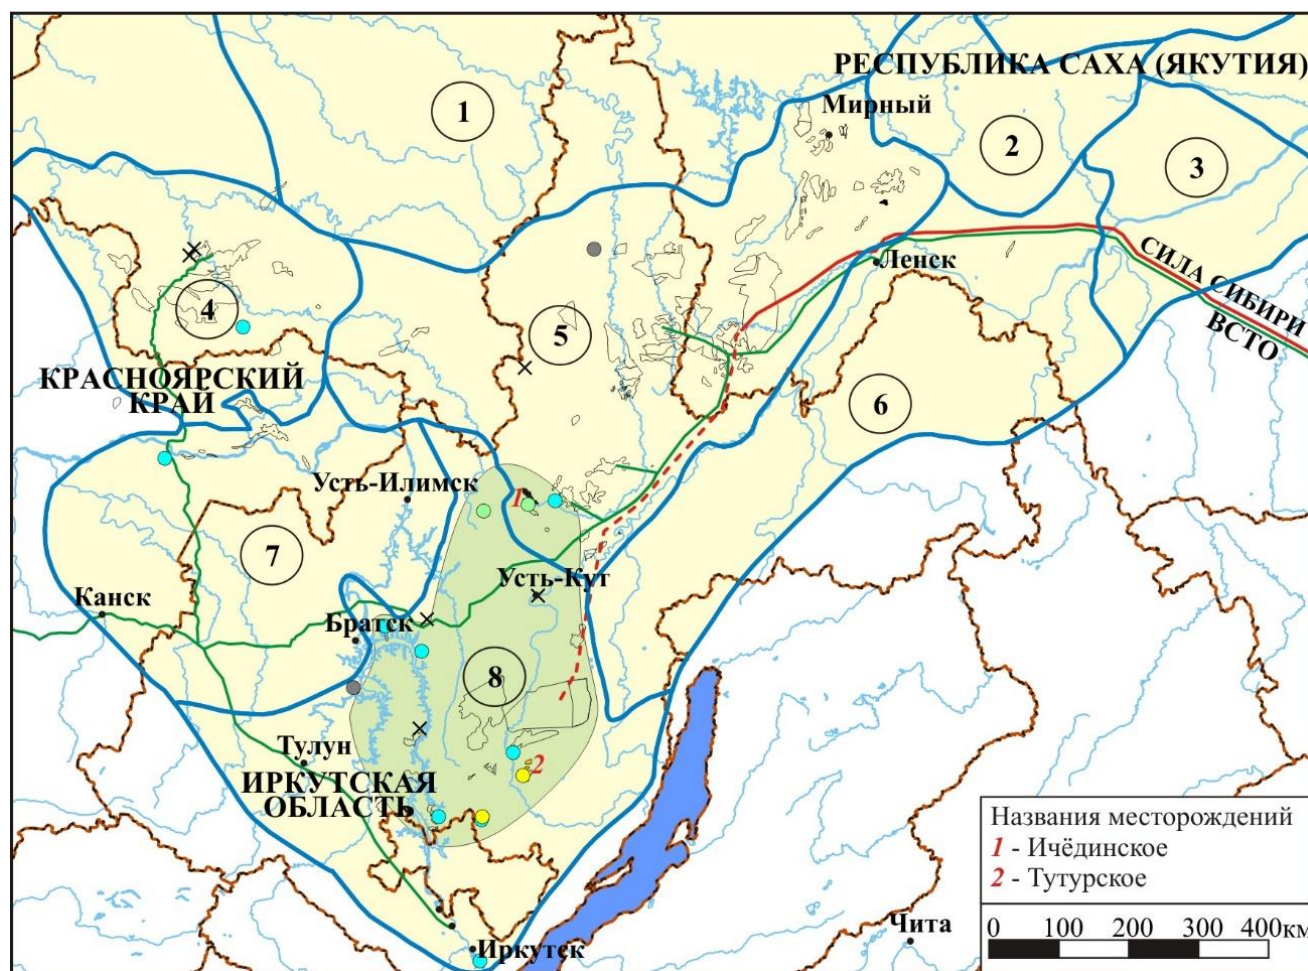 РЕСПУБЛИКА САХА (ЯКУТИЯ)
Мирный
1
2
3
СИЛА СИБИРИ
ВСТО
Ленск
4
5
КРАСНОЯРСКИЙ
КРАЙ
6
Усть-Илимск
1
7
Усть-Кут
Канск
Братск
8
Тулун
2
ИРКУТСКАЯ
ОБЛАСТЬ
Названия месторождений
1 - Ичёдинское
2 - Тутурское
Чита
0 100 200 300 400км
Иркутск